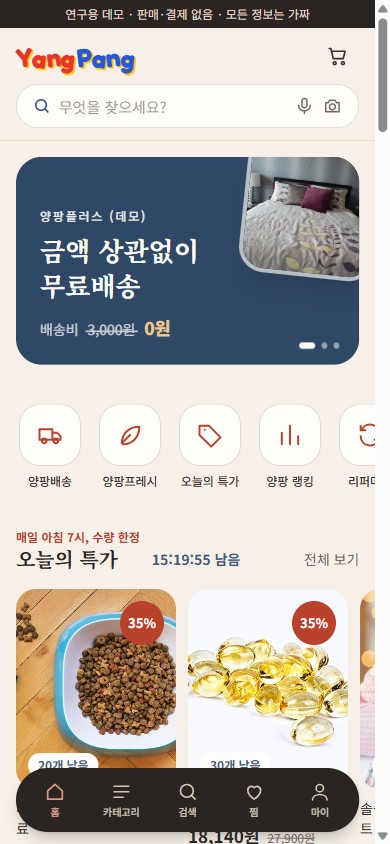 연구용 데모 · 판매·결제 없음 · 모든 정보는 가짜
YangPang
무엇을 찾으세요?
양팡플러스 (데모)
금액 상관없이
무료배송
배송비 3,000원 0원
양팡배송 양팡프레시 오늘의 특가 양팡 랭킹
매일 아침 7시, 수량 한정
오늘의 특가 15:19:55 남음 전체 보기
35% 35%
20개 남음 30개 남음
홈 카테고리 검색 찜 마이
료
18,140원 27,900원